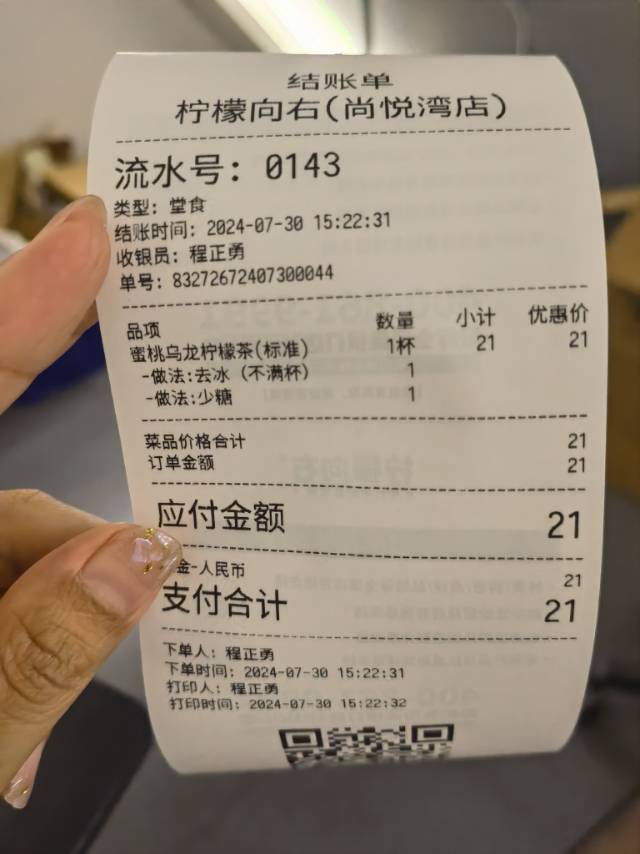 结账单
柠檬向右(尚悦湾店)
流水号: 0143
类型: 堂食
结账时间: 2024-07-30 15:22:31
收银员: 程正勇
单号: 83272672407300044
品项 数量 小计 优惠价
蜜桃乌龙柠檬茶(标准) 1杯 21 21
-做法:去冰(不满杯) 1
-做法:少糖 1
菜品价格合计 21
订单金额 21
应付金额 21
金-人民币 21
支付合计 21
下单人: 程正勇
下单时间: 2024-07-30 15:22:31
打印人: 程正勇
打印时间: 2024-07-30 15:22:32